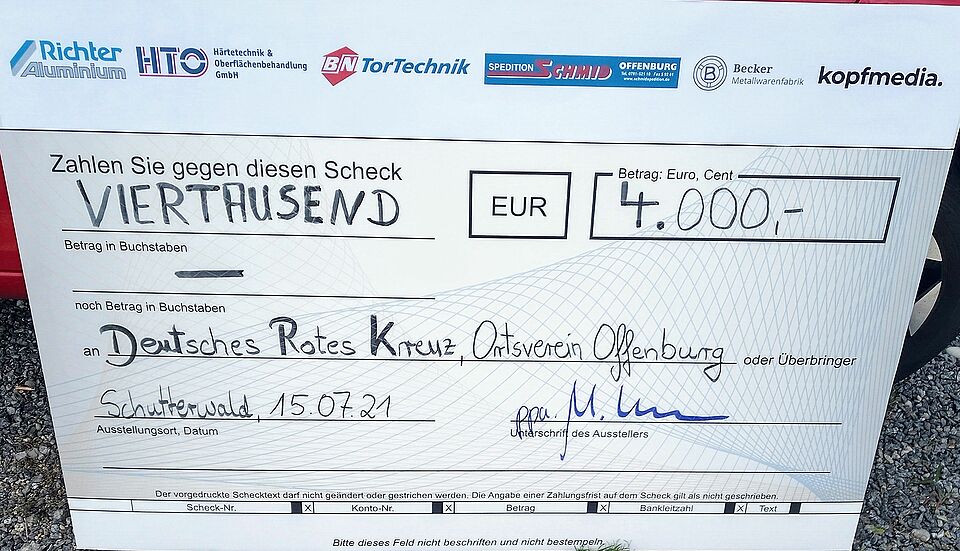 Richter Aluminium
HTO Härtetechnik & Oberflächenbehandlung GmbH
BN TorTechnik
SPEDITION SCHMID OFFENBURG
www.schmidspedition.de
Becker Metallwarenfabrik
kopfmedia.
Zahlen Sie gegen diesen Scheck
VIERTAUSEND
EUR
Betrag: Euro, Cent
4.000,-
Betrag in Buchstaben
noch Betrag in Buchstaben
an Deutsches Rotes Kreuz, Ortsverein Offenburg oder Überbringer
Schutterwald, 15.07.21
ppa. M.
Ausstellungsort, Datum
Unterschrift des Ausstellers
Der vorgedruckte Schecktext darf nicht geändert oder gestrichen werden. Die Angabe einer Zahlungsfrist auf dem Scheck gilt als nicht geschrieben.
Scheck-Nr. X Konto-Nr. X Betrag X Bankleitzahl X Text
Bitte dieses Feld nicht beschriften und nicht bestempeln.